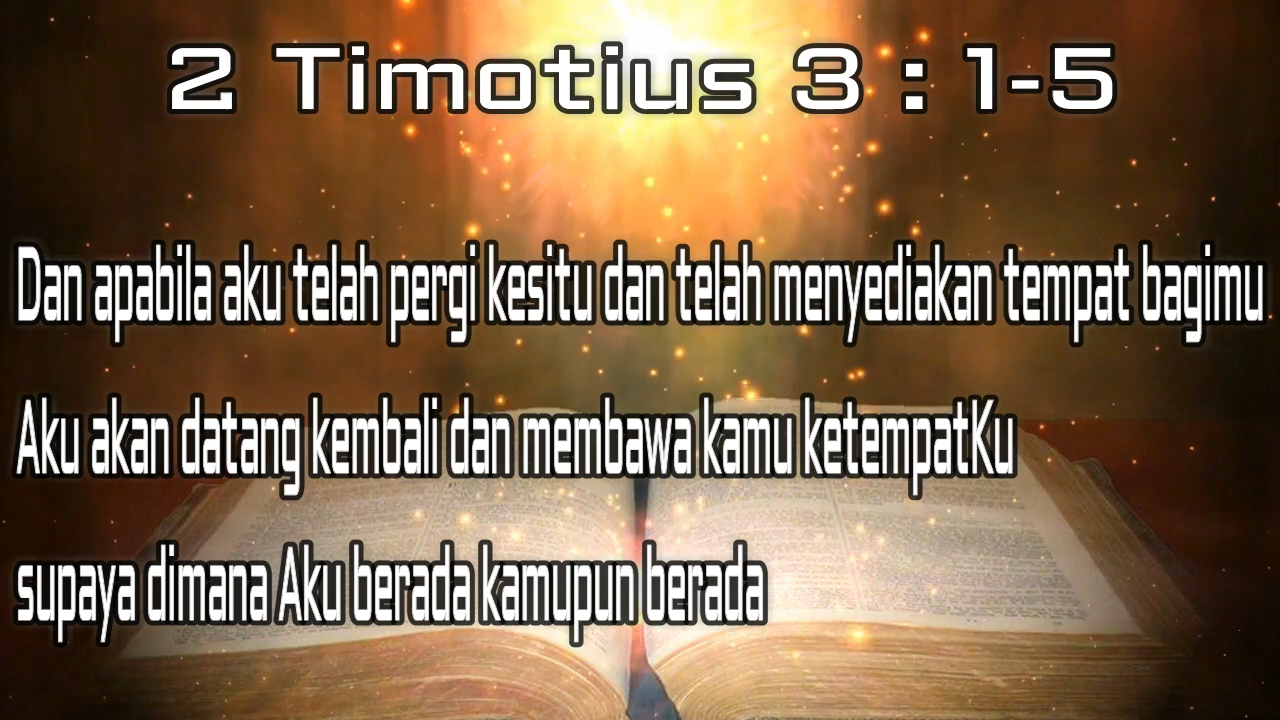 2 Timotius 3 : 1-5
Dan apabila aku telah pergi kesitu dan telah menyediakan tempat bagimu
Aku akan datang kembali dan membawa kamu ketempatKu
supaya dimana Aku berada kamupun berada